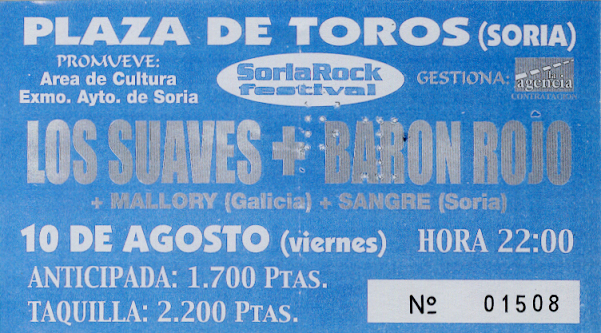 PLAZA DE TOROS (SORIA)
PROMUEVE:
Area de Cultura
Exmo. Ayto. de Soria
SoriaRock
festival
GESTIONA:
La
agencia
CONTRATACION
LOS SUAVES + BARON ROJO
+ MALLORY (Galicia) + SANGRE (Soria)
10 DE AGOSTO (viernes) HORA 22:00
ANTICIPADA: 1.700 PTAS.
TAQUILLA: 2.200 PTAS.
Nº 01508